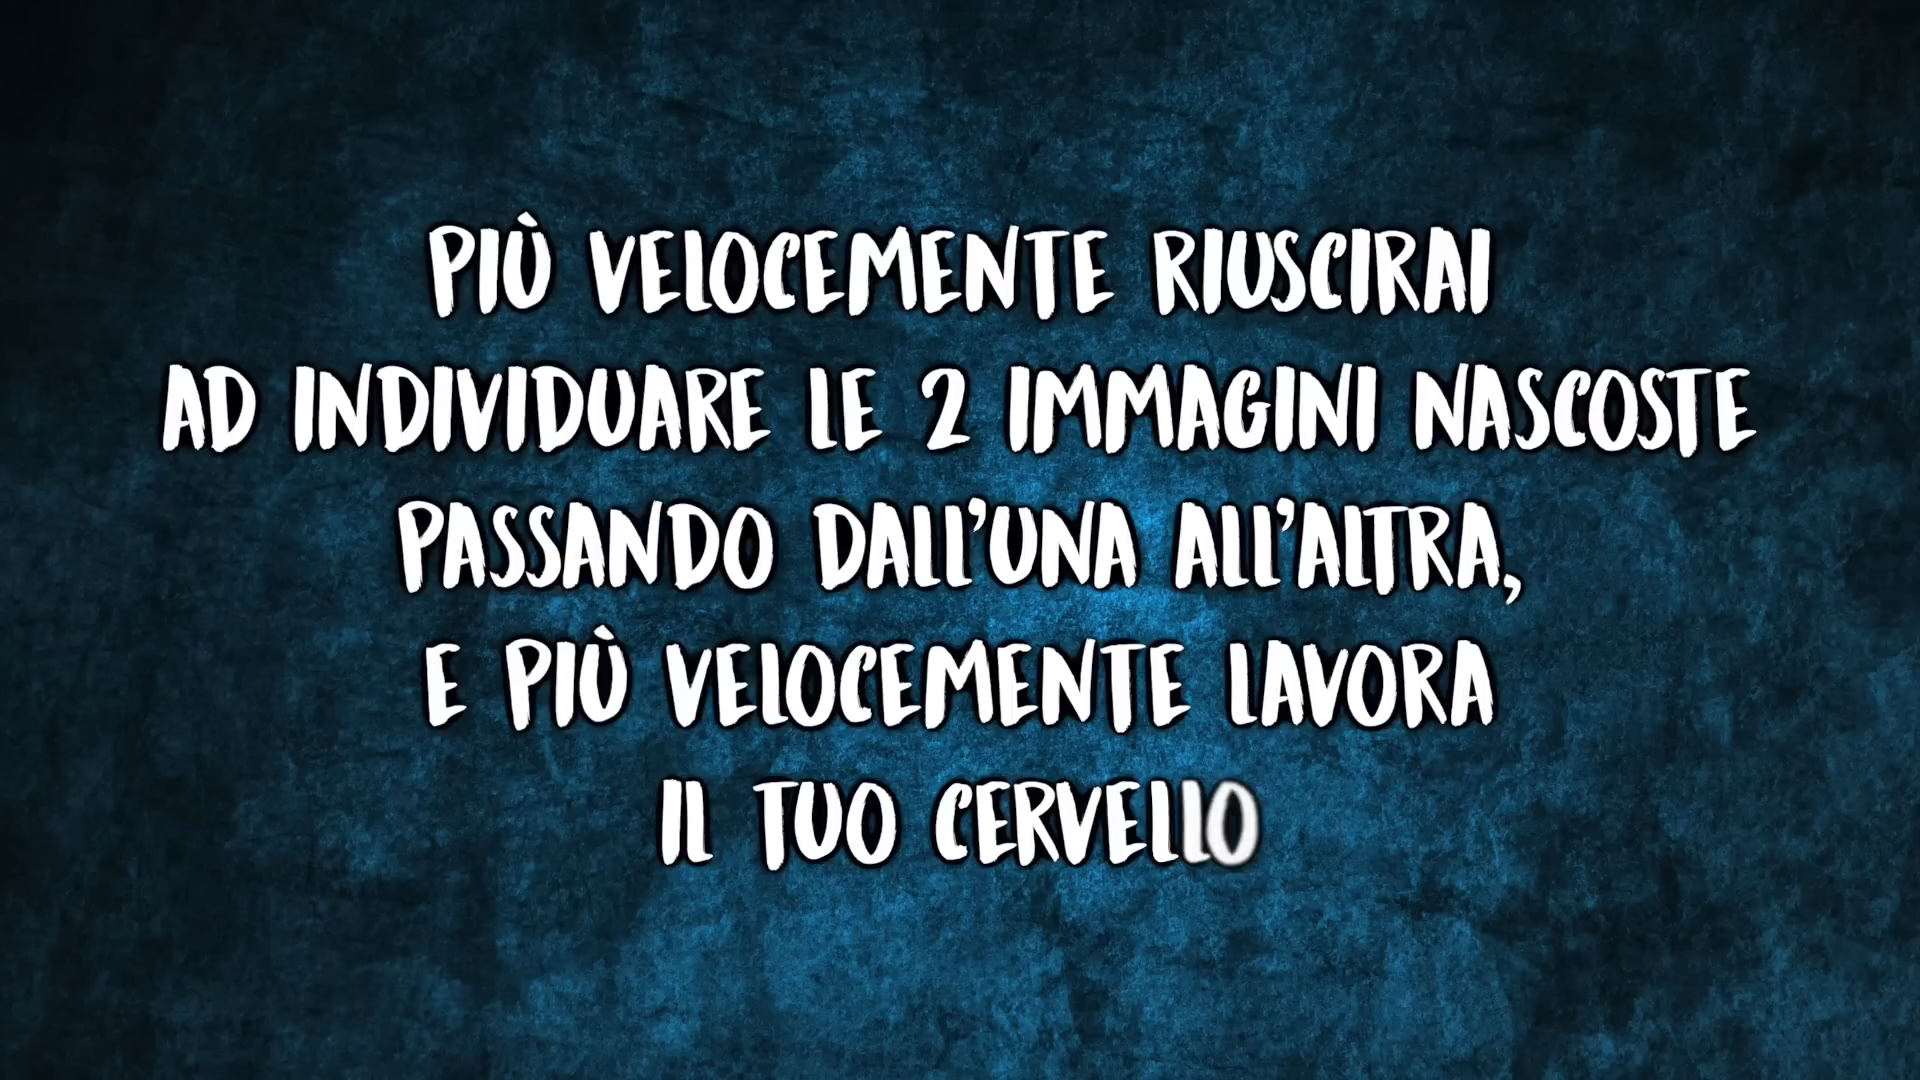 PIÙ VELOCEMENTE RIUSCIRAI
AD INDIVIDUARE LE 2 IMMAGINI NASCOSTE
PASSANDO DALL'UNA ALL'ALTRA,
E PIÙ VELOCEMENTE LAVORA
IL TUO CERVELLO